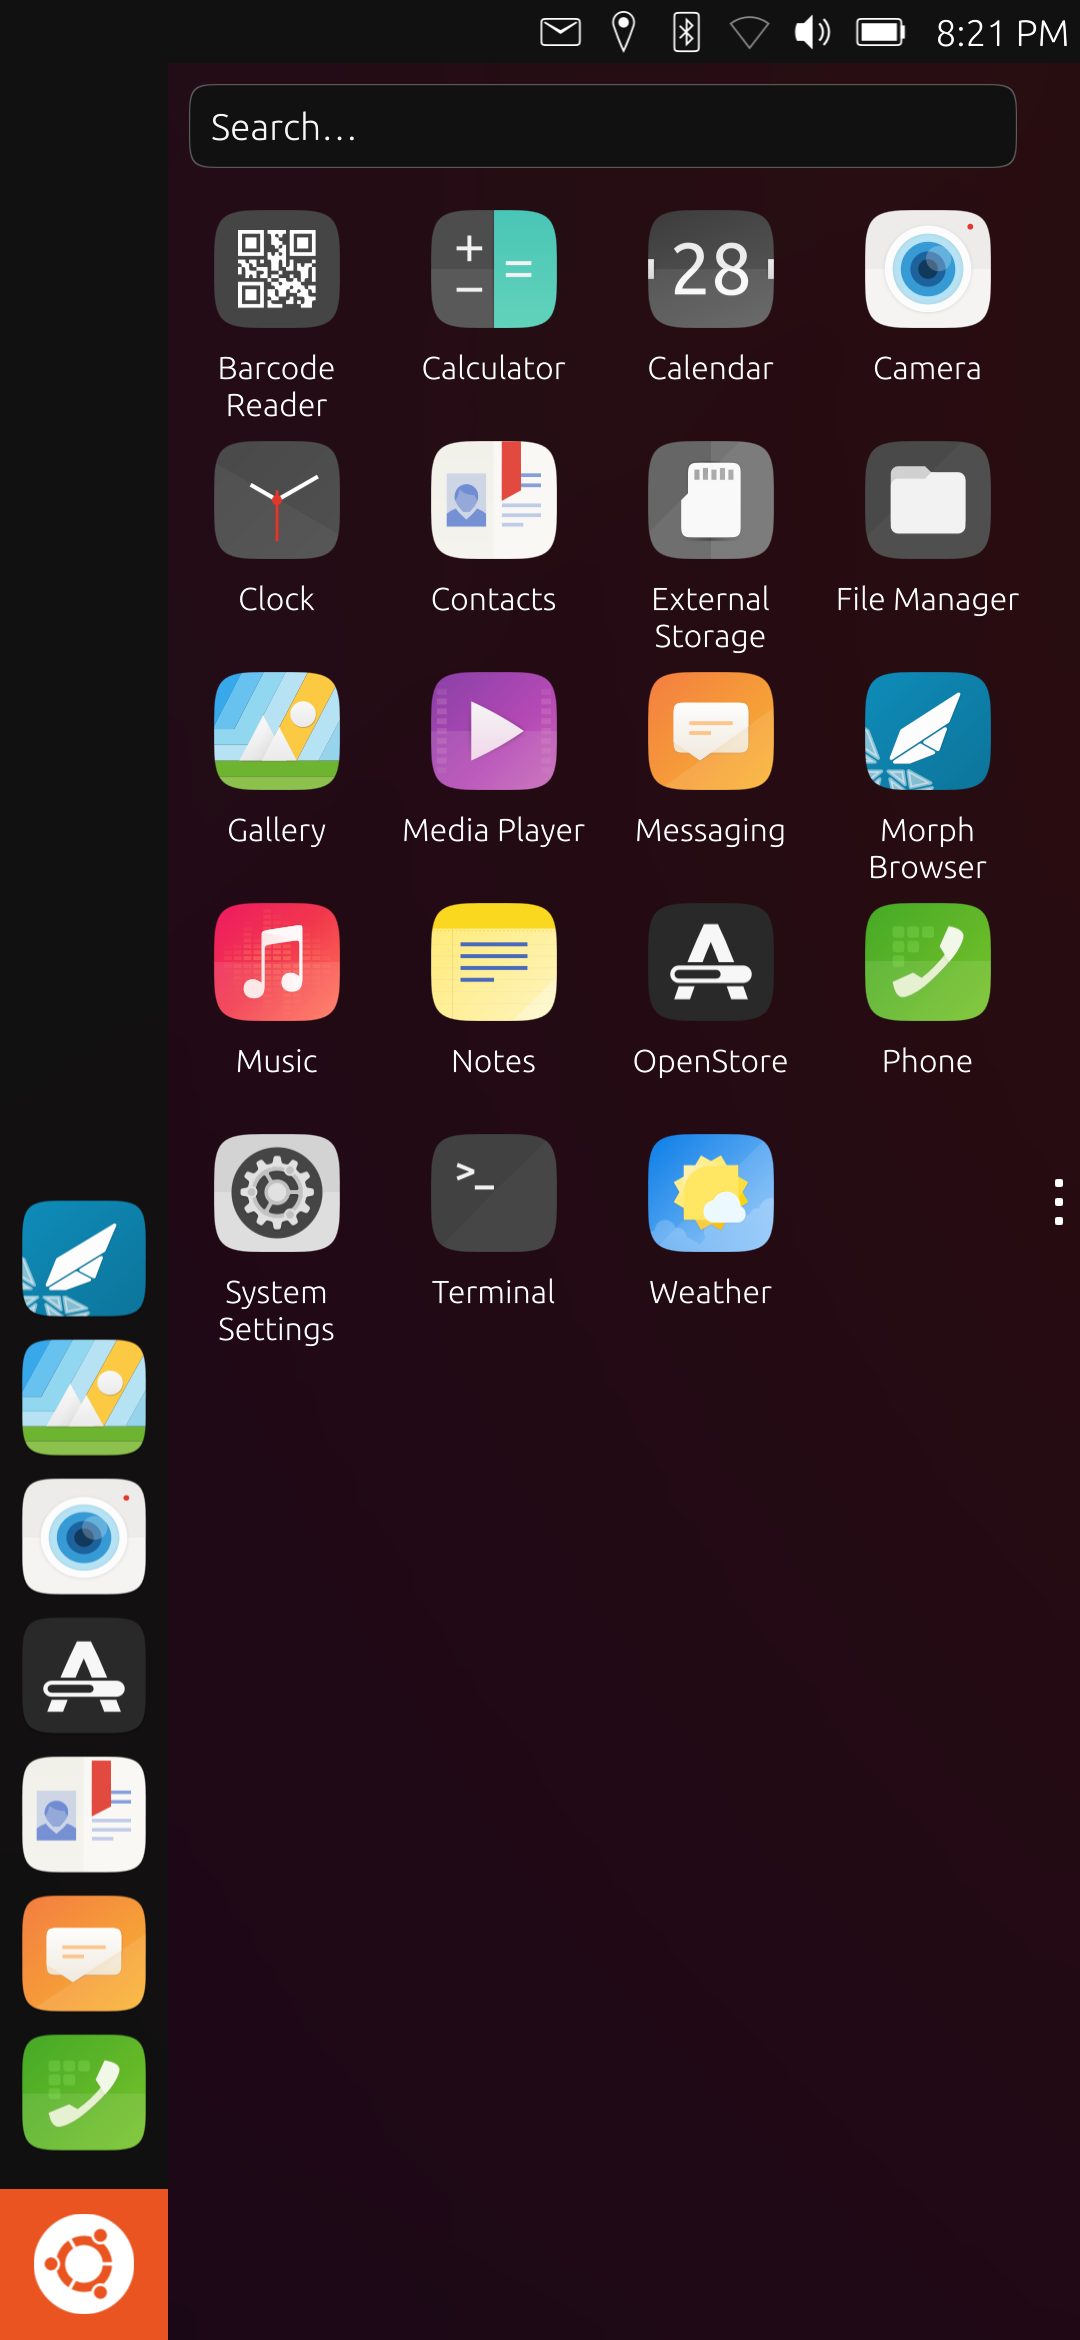 8:21 PM
Search...
28
Barcode
Reader
Calculator
Calendar
Camera
Clock
Contacts
External
Storage
File Manager
Gallery
Media Player
Messaging
Morph
Browser
Music
Notes
OpenStore
Phone
>_
System
Settings
Terminal
Weather